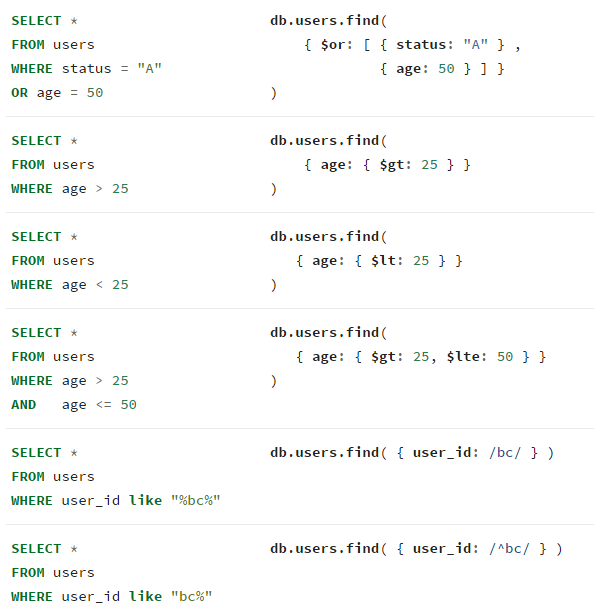 SELECT * db.users.find(
FROM users { $or: [ { status: "A" } ,
WHERE status = "A" { age: 50 } ] }
OR age = 50 )
SELECT * db.users.find(
FROM users { age: { $gt: 25 } }
WHERE age > 25 )
SELECT * db.users.find(
FROM users { age: { $lt: 25 } }
WHERE age < 25 )
SELECT * db.users.find(
FROM users { age: { $gt: 25, $lte: 50 } }
WHERE age > 25 )
AND age <= 50
SELECT * db.users.find( { user_id: /bc/ } )
FROM users
WHERE user_id like "%bc%"
SELECT * db.users.find( { user_id: /^bc/ } )
FROM users
WHERE user_id like "bc%"